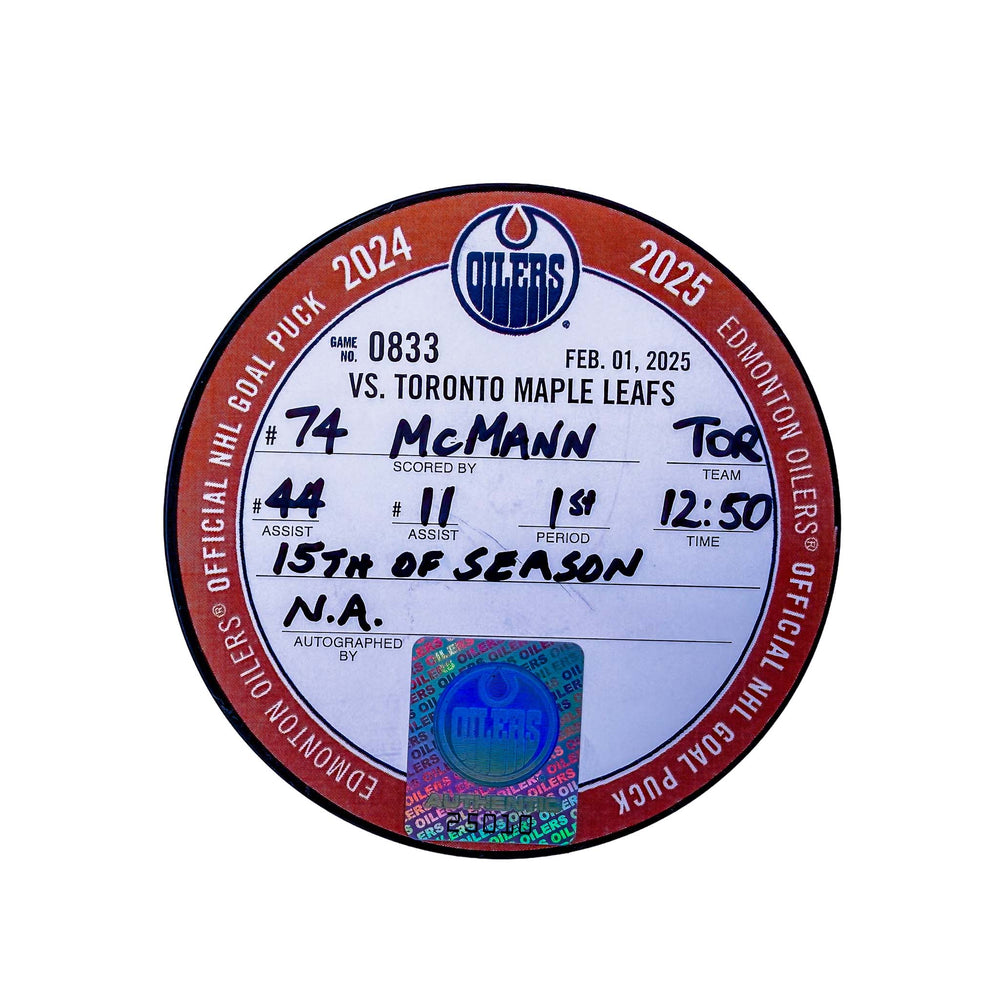 2024
2025
OILERS
OFFICIAL NHL GOAL PUCK
EDMONTON OILERS®
OFFICIAL NHL GOAL PUCK
EDMONTON OILERS®
GAME NO. 0833
FEB. 01, 2025
VS. TORONTO MAPLE LEAFS
# 74 McMANN TOR
SCORED BY TEAM
# 44 # 11 1st 12:50
ASSIST ASSIST PERIOD TIME
15TH OF SEASON
N.A.
AUTOGRAPHED
BY
OILERS
AUTHENTIC
25010